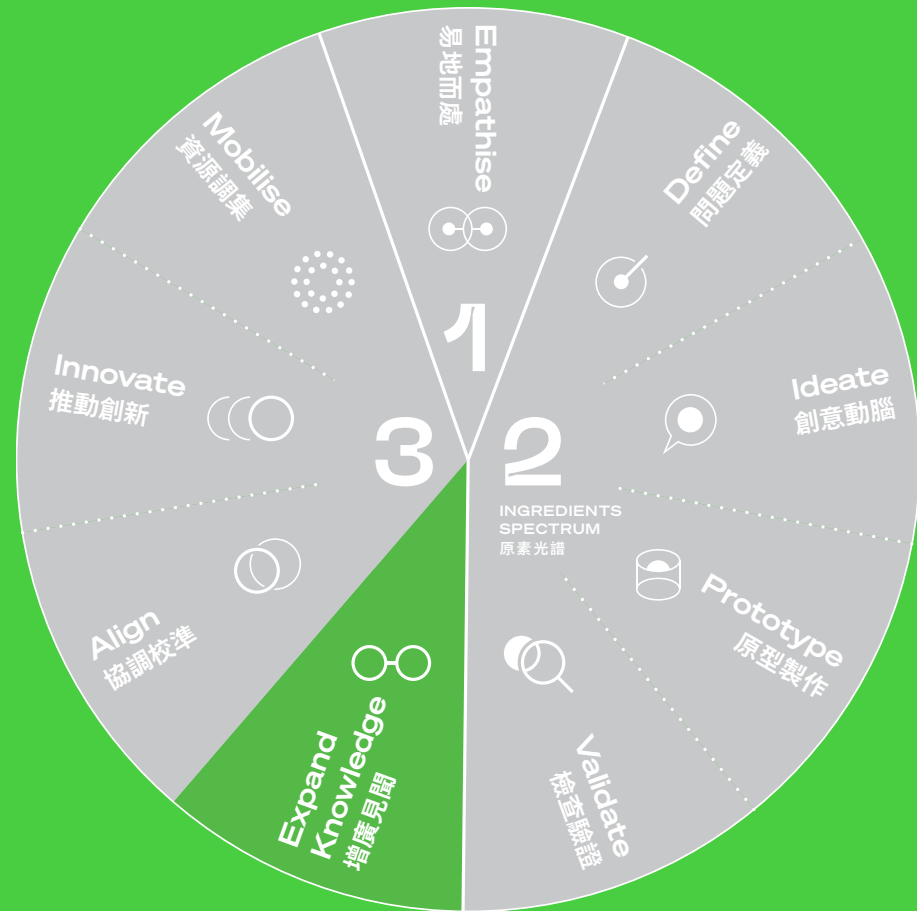 Empathise
易地而處
1
Define
問題定義
Ideate
創意動腦
2
INGREDIENTS
SPECTRUM
原素光譜
Prototype
原型製作
Validate
檢查驗證
Expand
Knowledge
增廣見聞
Align
協調校準
3
Innovate
推動創新
Mobilise
資源調集